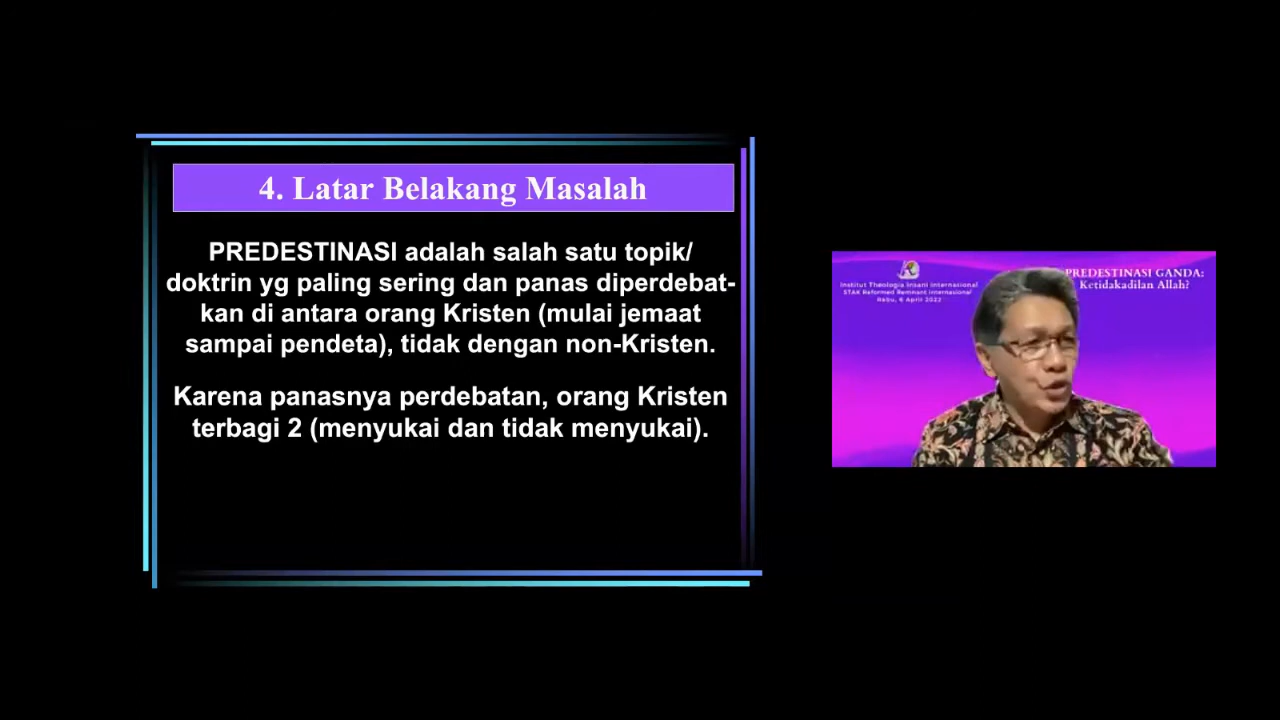 4. Latar Belakang Masalah
PREDESTINASI adalah salah satu topik/
doktrin yg paling sering dan panas diperdebat-
kan di antara orang Kristen (mulai jemaat
sampai pendeta), tidak dengan non-Kristen.
Karena panasnya perdebatan, orang Kristen
terbagi 2 (menyukai dan tidak menyukai).
Institut Theologia Insani Internasional
STAK Reformed Remnant Internasional
Rabu, 6 April 2022
PREDESTINASI GANDA:
Ketidakadilan Allah?